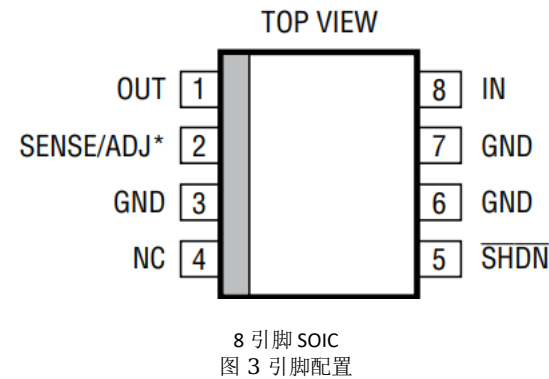 TOP VIEW
OUT 1 8 IN
SENSE/ADJ* 2 7 GND
GND 3 6 GND
NC 4 5 S̅H̅D̅N̅
8 引脚 SOIC
图 3 引脚配置